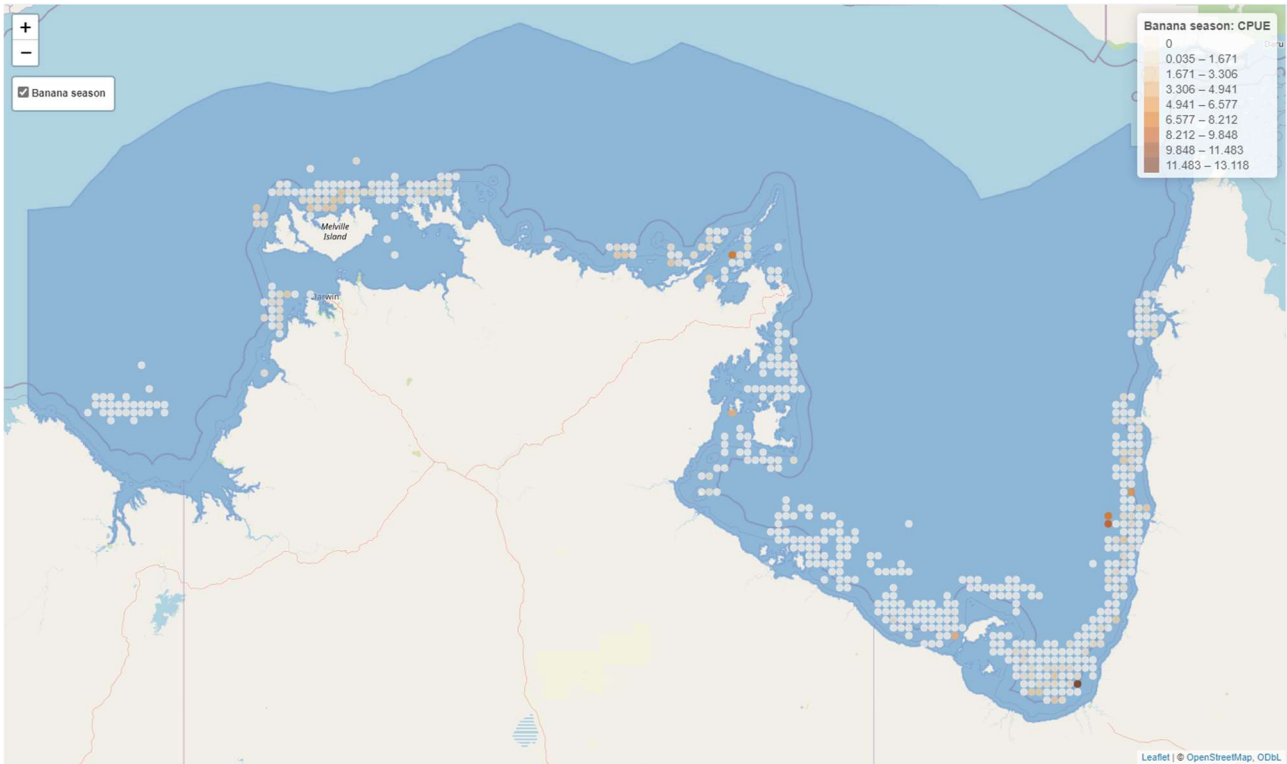 +
−
Banana season
Banana season: CPUE
0
0.035 – 1.671
1.671 – 3.306
3.306 – 4.941
4.941 – 6.577
6.577 – 8.212
8.212 – 9.848
9.848 – 11.483
11.483 – 13.118
Daru
Melville
Island
Darwin
Leaflet | © OpenStreetMap, ODbL